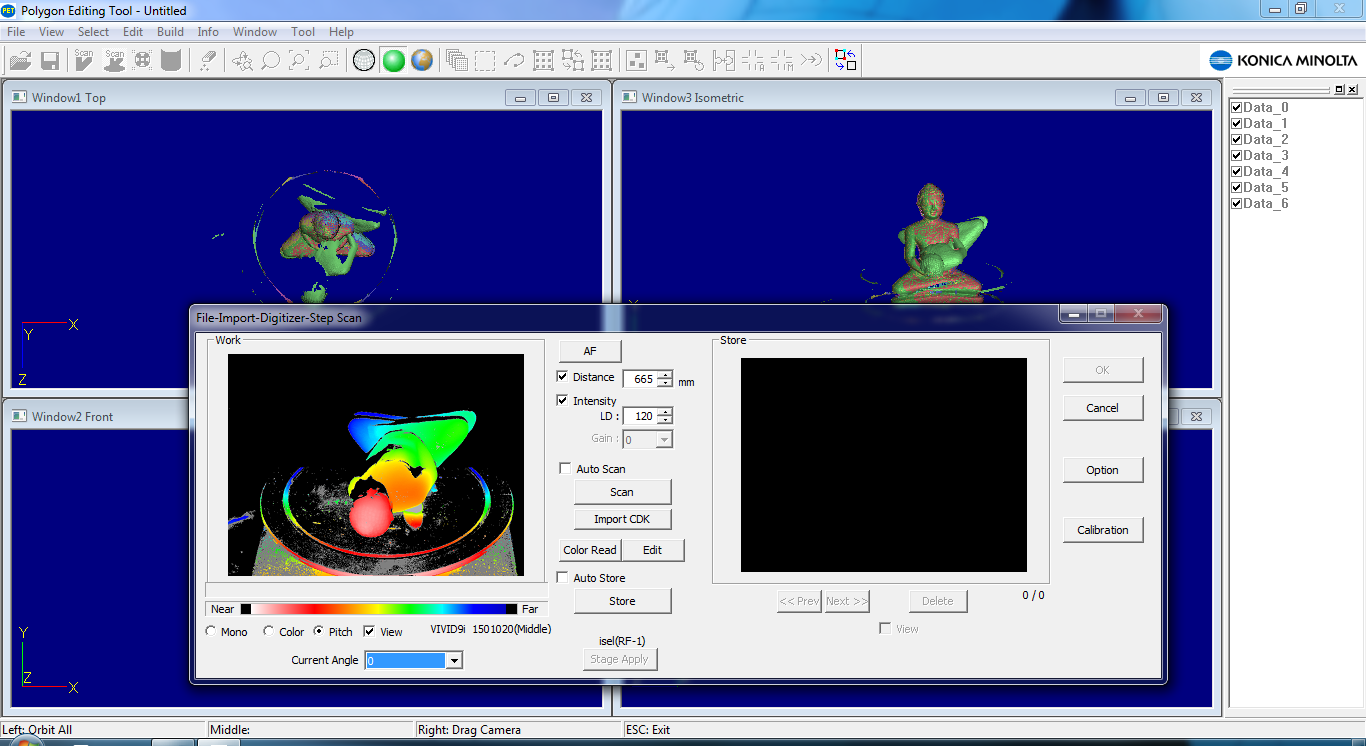 PET Polygon Editing Tool - Untitled
File View Select Edit Build Info Window Tool Help
Scan Scan
KONICA MINOLTA
Window1 Top
Window3 Isometric
Data_0
Data_1
Data_2
Data_3
Data_4
Data_5
Data_6
X
Y
Z
File-Import-Digitizer-Step Scan
Work
AF
Distance 665 mm
Intensity
LD : 120
Gain : 0
Auto Scan
Scan
Import CDK
Color Read Edit
Auto Store
Store
Near Far
Mono Color Pitch View VIVID9i 1501020(Middle)
Current Angle 0
isel(RF-1)
Stage Apply
Store
<< Prev Next >> Delete 0 / 0
View
OK
Cancel
Option
Calibration
Window2 Front
Y
Z
X
Left: Orbit All Middle: Right: Drag Camera ESC: Exit